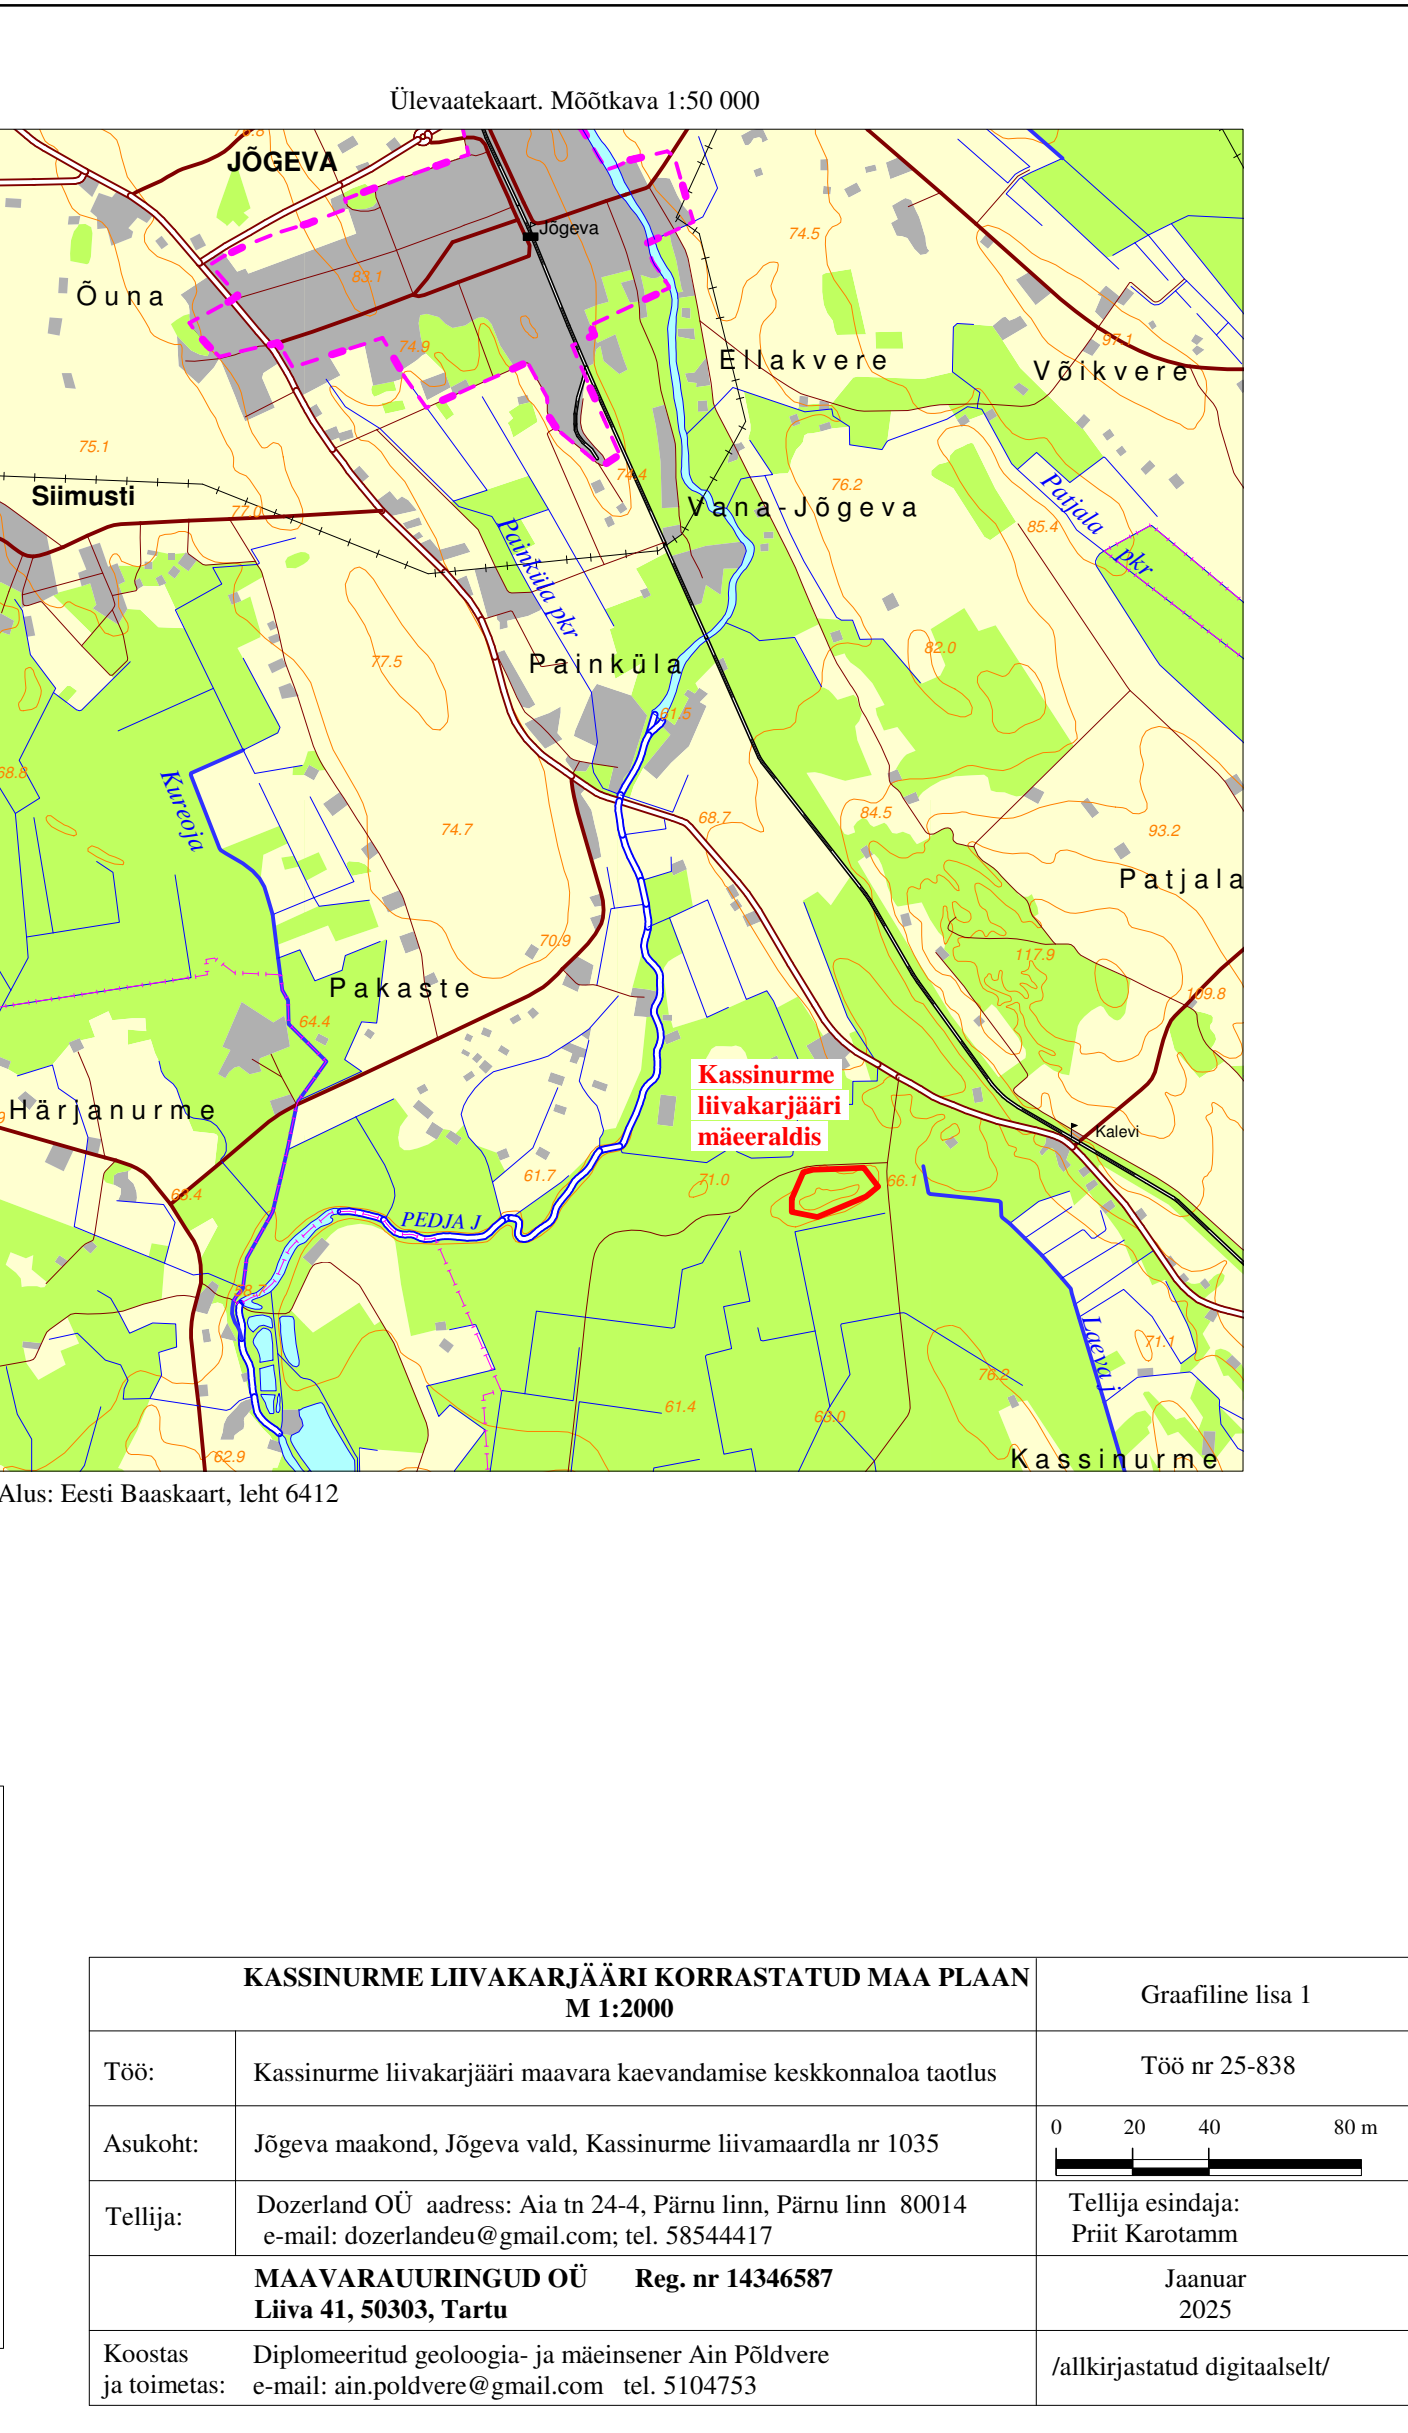 Ülevaatekaart. Mõõtkava 1:50 000
JÕGEVA
Jõgeva
74.5
83.1
Õuna
74.9
97.1
Ellakvere
Võikvere
75.1
74.4
76.2
Siimusti
77.0
Vana-Jõgeva
Patjala
pkr
85.4
Painküla pkr
77.5
Painküla
82.0
61.5
68.8
Kureoja
74.7
68.7
84.5
93.2
Patjala
70.9
117.9
Pakaste
109.8
64.4
Kassinurme
liivakarjääri
mäeeraldis
Härjanurme
Kalevi
61.7
71.0
66.1
63.4
PEDJA J
Laeva j
71.1
76.2
61.4
63.0
62.9
Kassinurme
Alus: Eesti Baaskaart, leht 6412
KASSINURME LIIVAKARJÄÄRI KORRASTATUD MAA PLAAN
M 1:2000
Graafiline lisa 1
Töö:
Kassinurme liivakarjääri maavara kaevandamise keskkonnaloa taotlus
Töö nr 25-838
Asukoht:
Jõgeva maakond, Jõgeva vald, Kassinurme liivamaardla nr 1035
0 20 40 80 m
Tellija:
Dozerland OÜ aadress: Aia tn 24-4, Pärnu linn, Pärnu linn 80014
e-mail: dozerlandeu@gmail.com; tel. 58544417
Tellija esindaja:
Priit Karotamm
MAAVARAUURINGUD OÜ Reg. nr 14346587
Liiva 41, 50303, Tartu
Jaanuar
2025
Koostas
ja toimetas:
Diplomeeritud geoloogia- ja mäeinsener Ain Põldvere
e-mail: ain.poldvere@gmail.com tel. 5104753
/allkirjastatud digitaalselt/